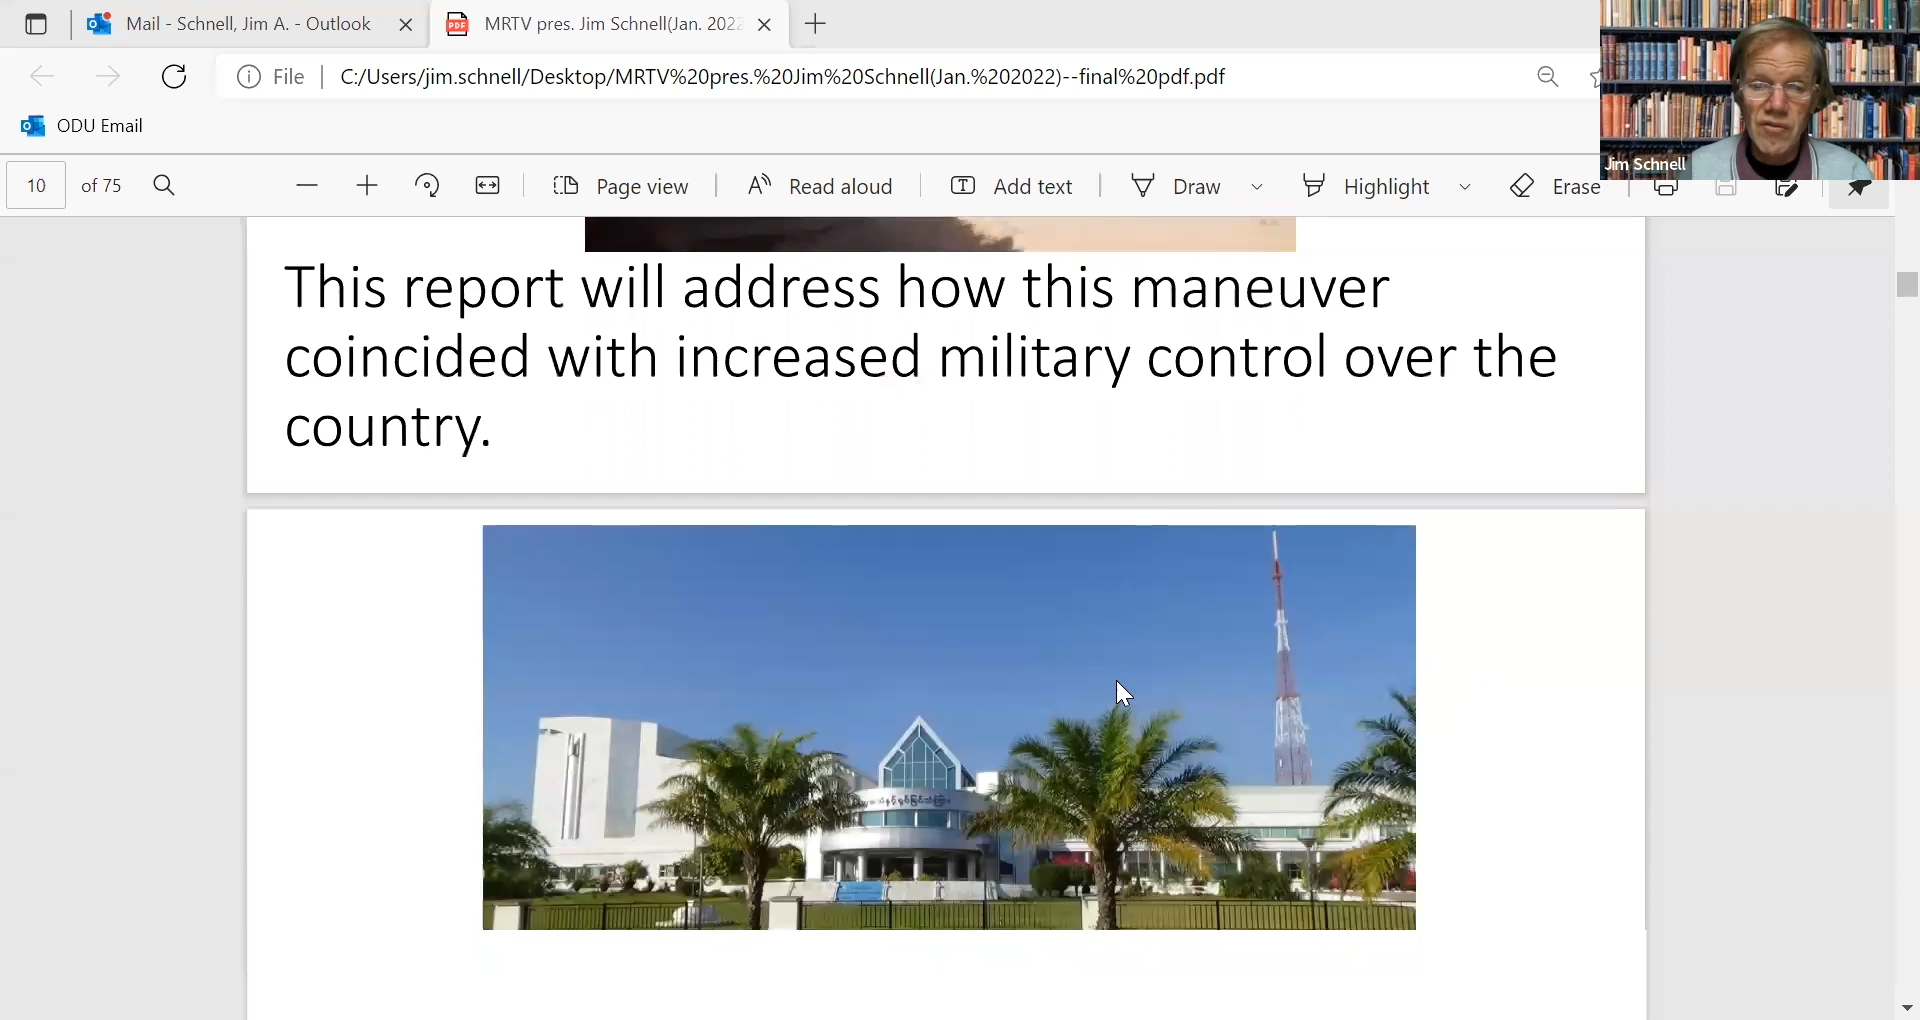 Mail - Schnell, Jim A. - Outlook
MRTV pres. Jim Schnell(Jan. 2022
File
C:/Users/jim.schnell/Desktop/MRTV%20pres.%20Jim%20Schnell(Jan.%202022)--final%20pdf.pdf
ODU Email
Jim Schnell
10 of 75
Page view
Read aloud
Add text
Draw
Highlight
Erase
This report will address how this maneuver
coincided with increased military control over the
country.